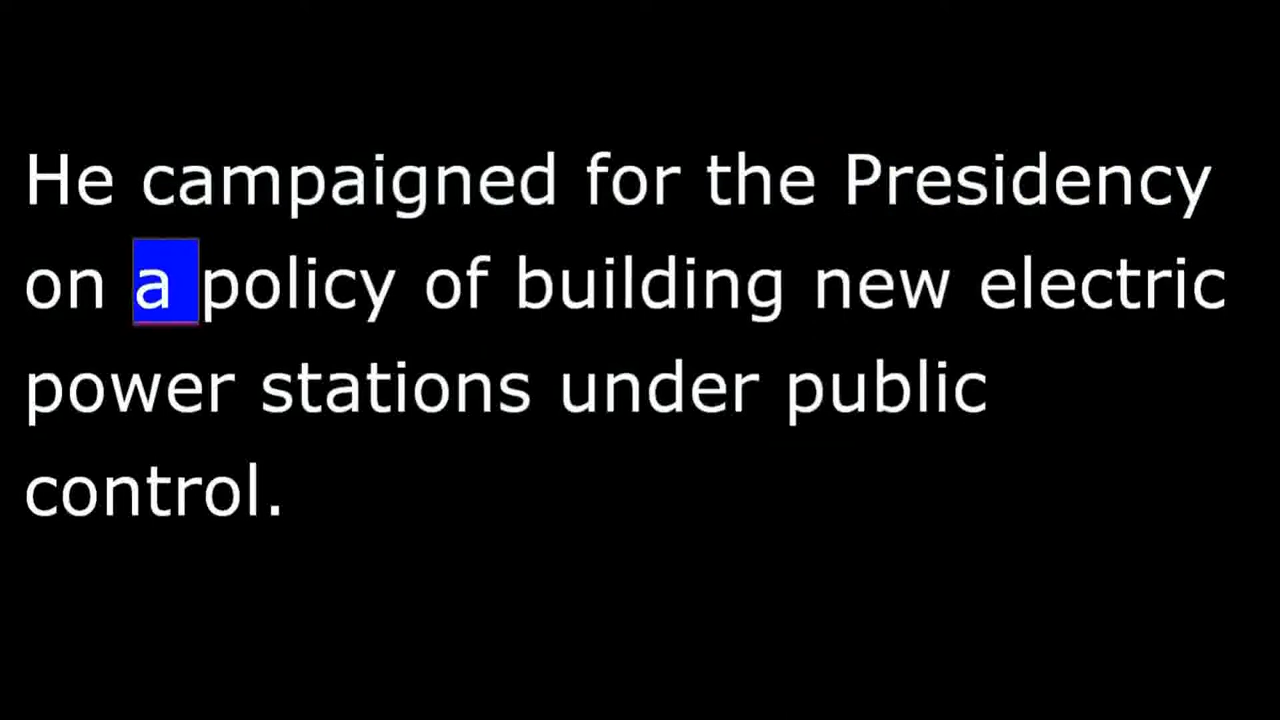 He campaigned for the Presidency
on a policy of building new electric
power stations under public
control.